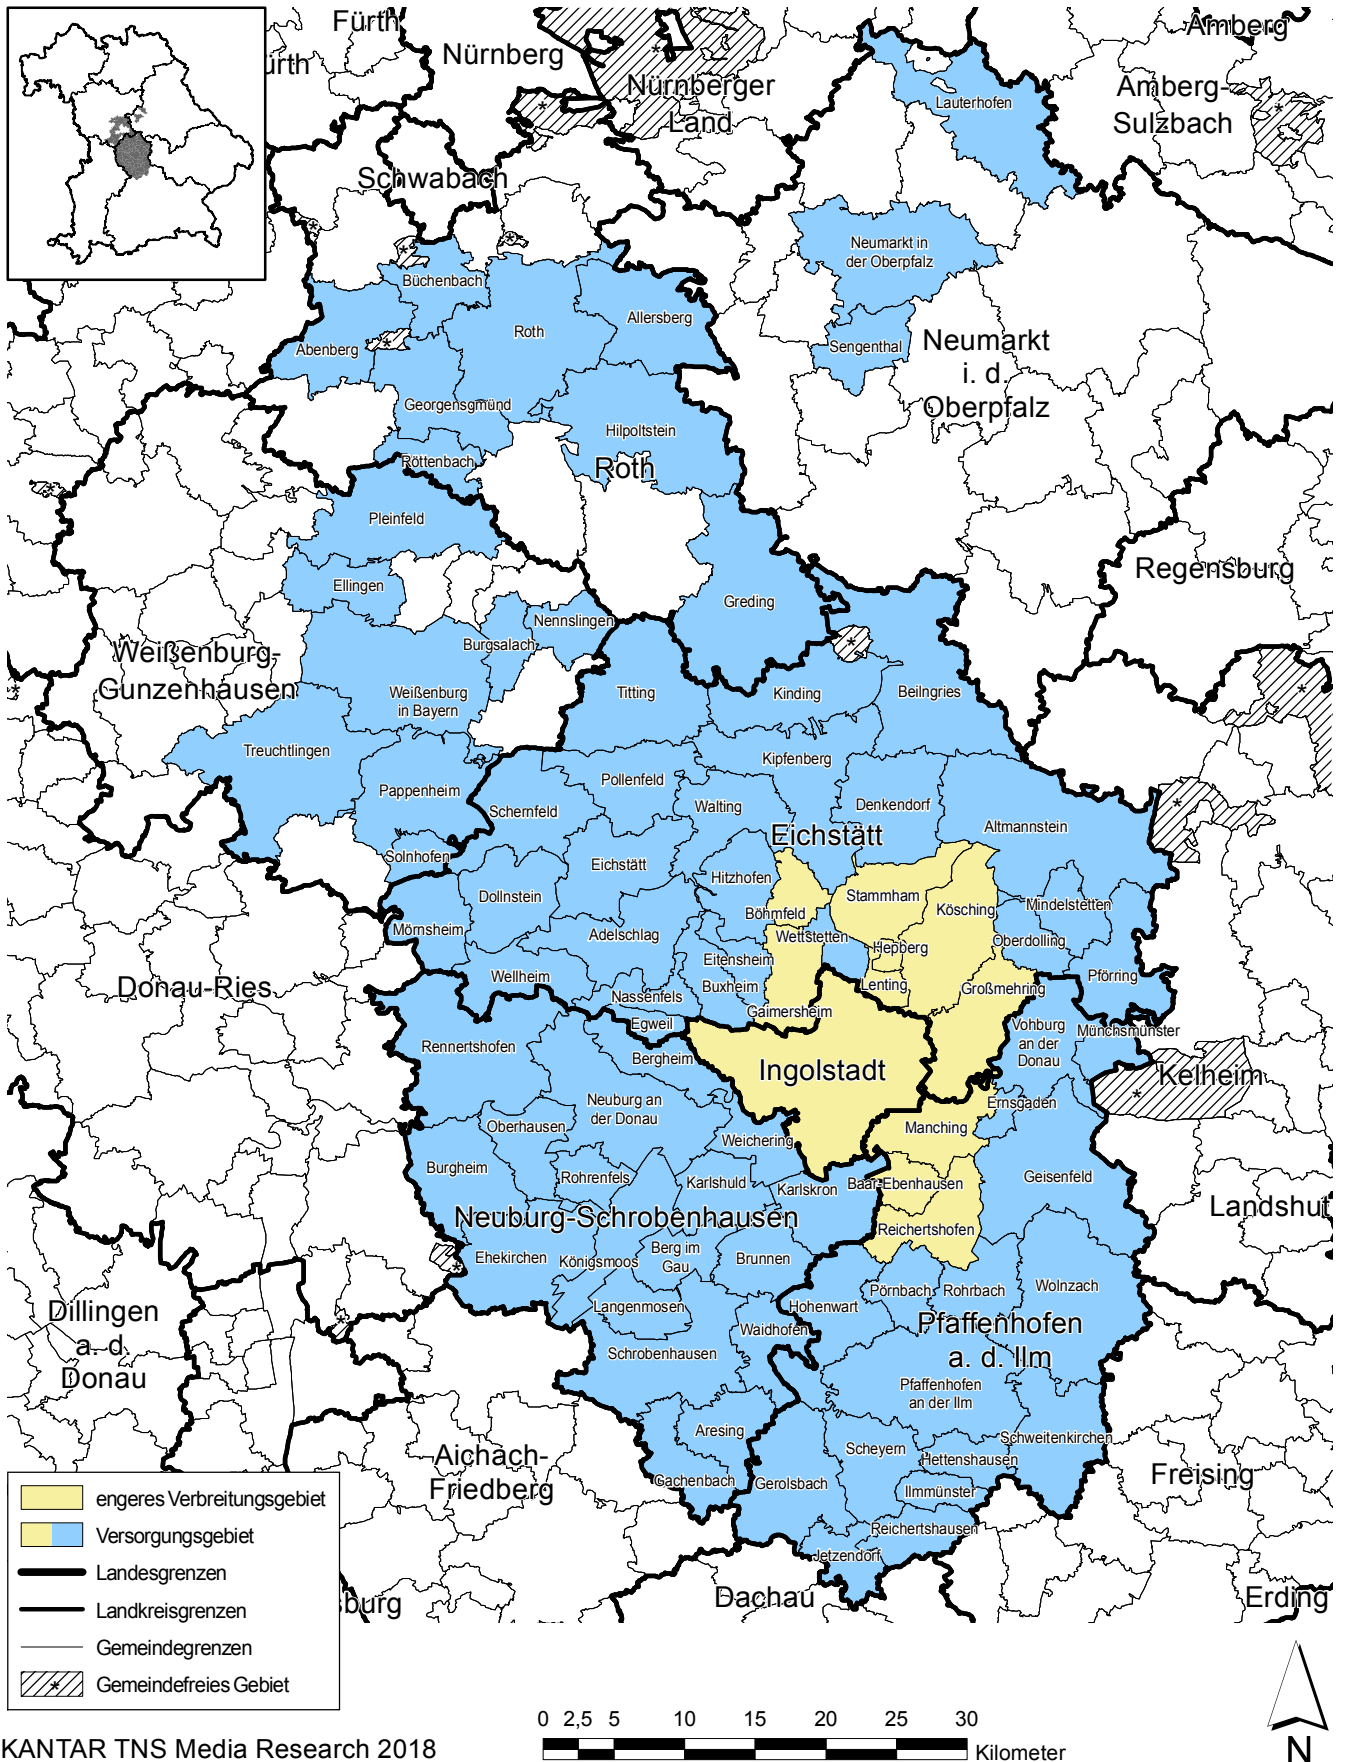 Fürth
ürth
Nürnberg
Nürnberger
Land
Amberg
Amberg-
Sulzbach
Schwabach
Lauterhofen
Neumarkt in
der Oberpfalz
Büchenbach
Roth
Allersberg
Abenberg
Sengenthal
Neumarkt
i. d.
Oberpfalz
Georgensgmünd
Hilpoltstein
Röttenbach
Roth
Pleinfeld
Ellingen
Regensburg
Greding
Nennslingen
Burgsalach
Weißenburg-
Gunzenhausen
Weißenburg
in Bayern
Titting
Kinding
Beilngries
Treuchtlingen
Kipfenberg
Pappenheim
Pollenfeld
Schernfeld
Walting
Denkendorf
Altmannstein
Eichstätt
Solnhofen
Eichstätt
Hitzhofen
Dollnstein
Stammham
Kösching
Mindelstetten
Böhmfeld
Mörnsheim
Adelschlag
Wettstetten
Hepberg
Oberdolling
Eitensheim
Wellheim
Buxheim
Lenting
Pförring
Donau-Ries
Nassenfels
Großmehring
Gaimersheim
Egweil
Vohburg
an der
Donau
Münchsmünster
Rennertshofen
Bergheim
Ingolstadt
Kelheim
Neuburg an
der Donau
Ernsgaden
Oberhausen
Manching
Weichering
Burgheim
Rohrenfels
Karlshuld
Karlskron
Baar-Ebenhausen
Geisenfeld
Landshut
Neuburg-Schrobenhausen
Reichertshofen
Ehekirchen
Königsmoos
Berg im
Gau
Brunnen
Pörnbach
Rohrbach
Wolnzach
Langenmosen
Hohenwart
Dillingen
a. d.
Donau
Waidhofen
Pfaffenhofen
a. d. Ilm
Schrobenhausen
Pfaffenhofen
an der Ilm
Aresing
Scheyern
Schweitenkirchen
Hettenshausen
Aichach-
Friedberg
Gachenbach
Gerolsbach
Ilmmünster
Freising
Reichertshausen
Jetzendorf
Dachau
Erding
sburg
engeres Verbreitungsgebiet
Versorgungsgebiet
Landesgrenzen
Landkreisgrenzen
Gemeindegrenzen
* Gemeindefreies Gebiet
0 2,5 5 10 15 20 25 30
Kilometer
N
KANTAR TNS Media Research 2018